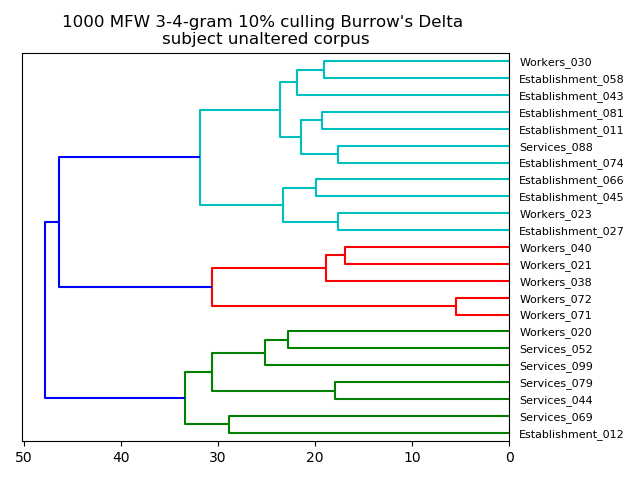 1000 MFW 3-4-gram 10% culling Burrow's Delta
subject unaltered corpus
Workers_030
Establishment_058
Establishment_043
Establishment_081
Establishment_011
Services_088
Establishment_074
Establishment_066
Establishment_045
Workers_023
Establishment_027
Workers_040
Workers_021
Workers_038
Workers_072
Workers_071
Workers_020
Services_052
Services_099
Services_079
Services_044
Services_069
Establishment_012
50 40 30 20 10 0